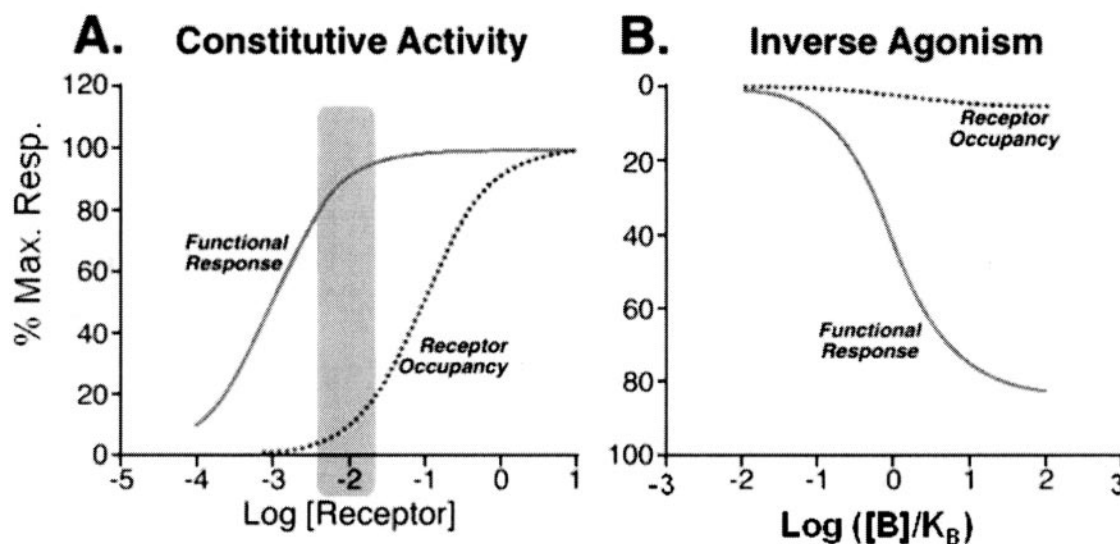 A. Constitutive Activity
120
100
80
60
40
20
0
% Max. Resp.
Functional
Response
Receptor
Occupancy
-5 -4 -3 -2 -1 0 1
Log [Receptor]
B. Inverse Agonism
0
20
40
60
80
100
Receptor
Occupancy
Functional
Response
-3 -2 -1 0 1 2 3
Log ([B]/K_B)